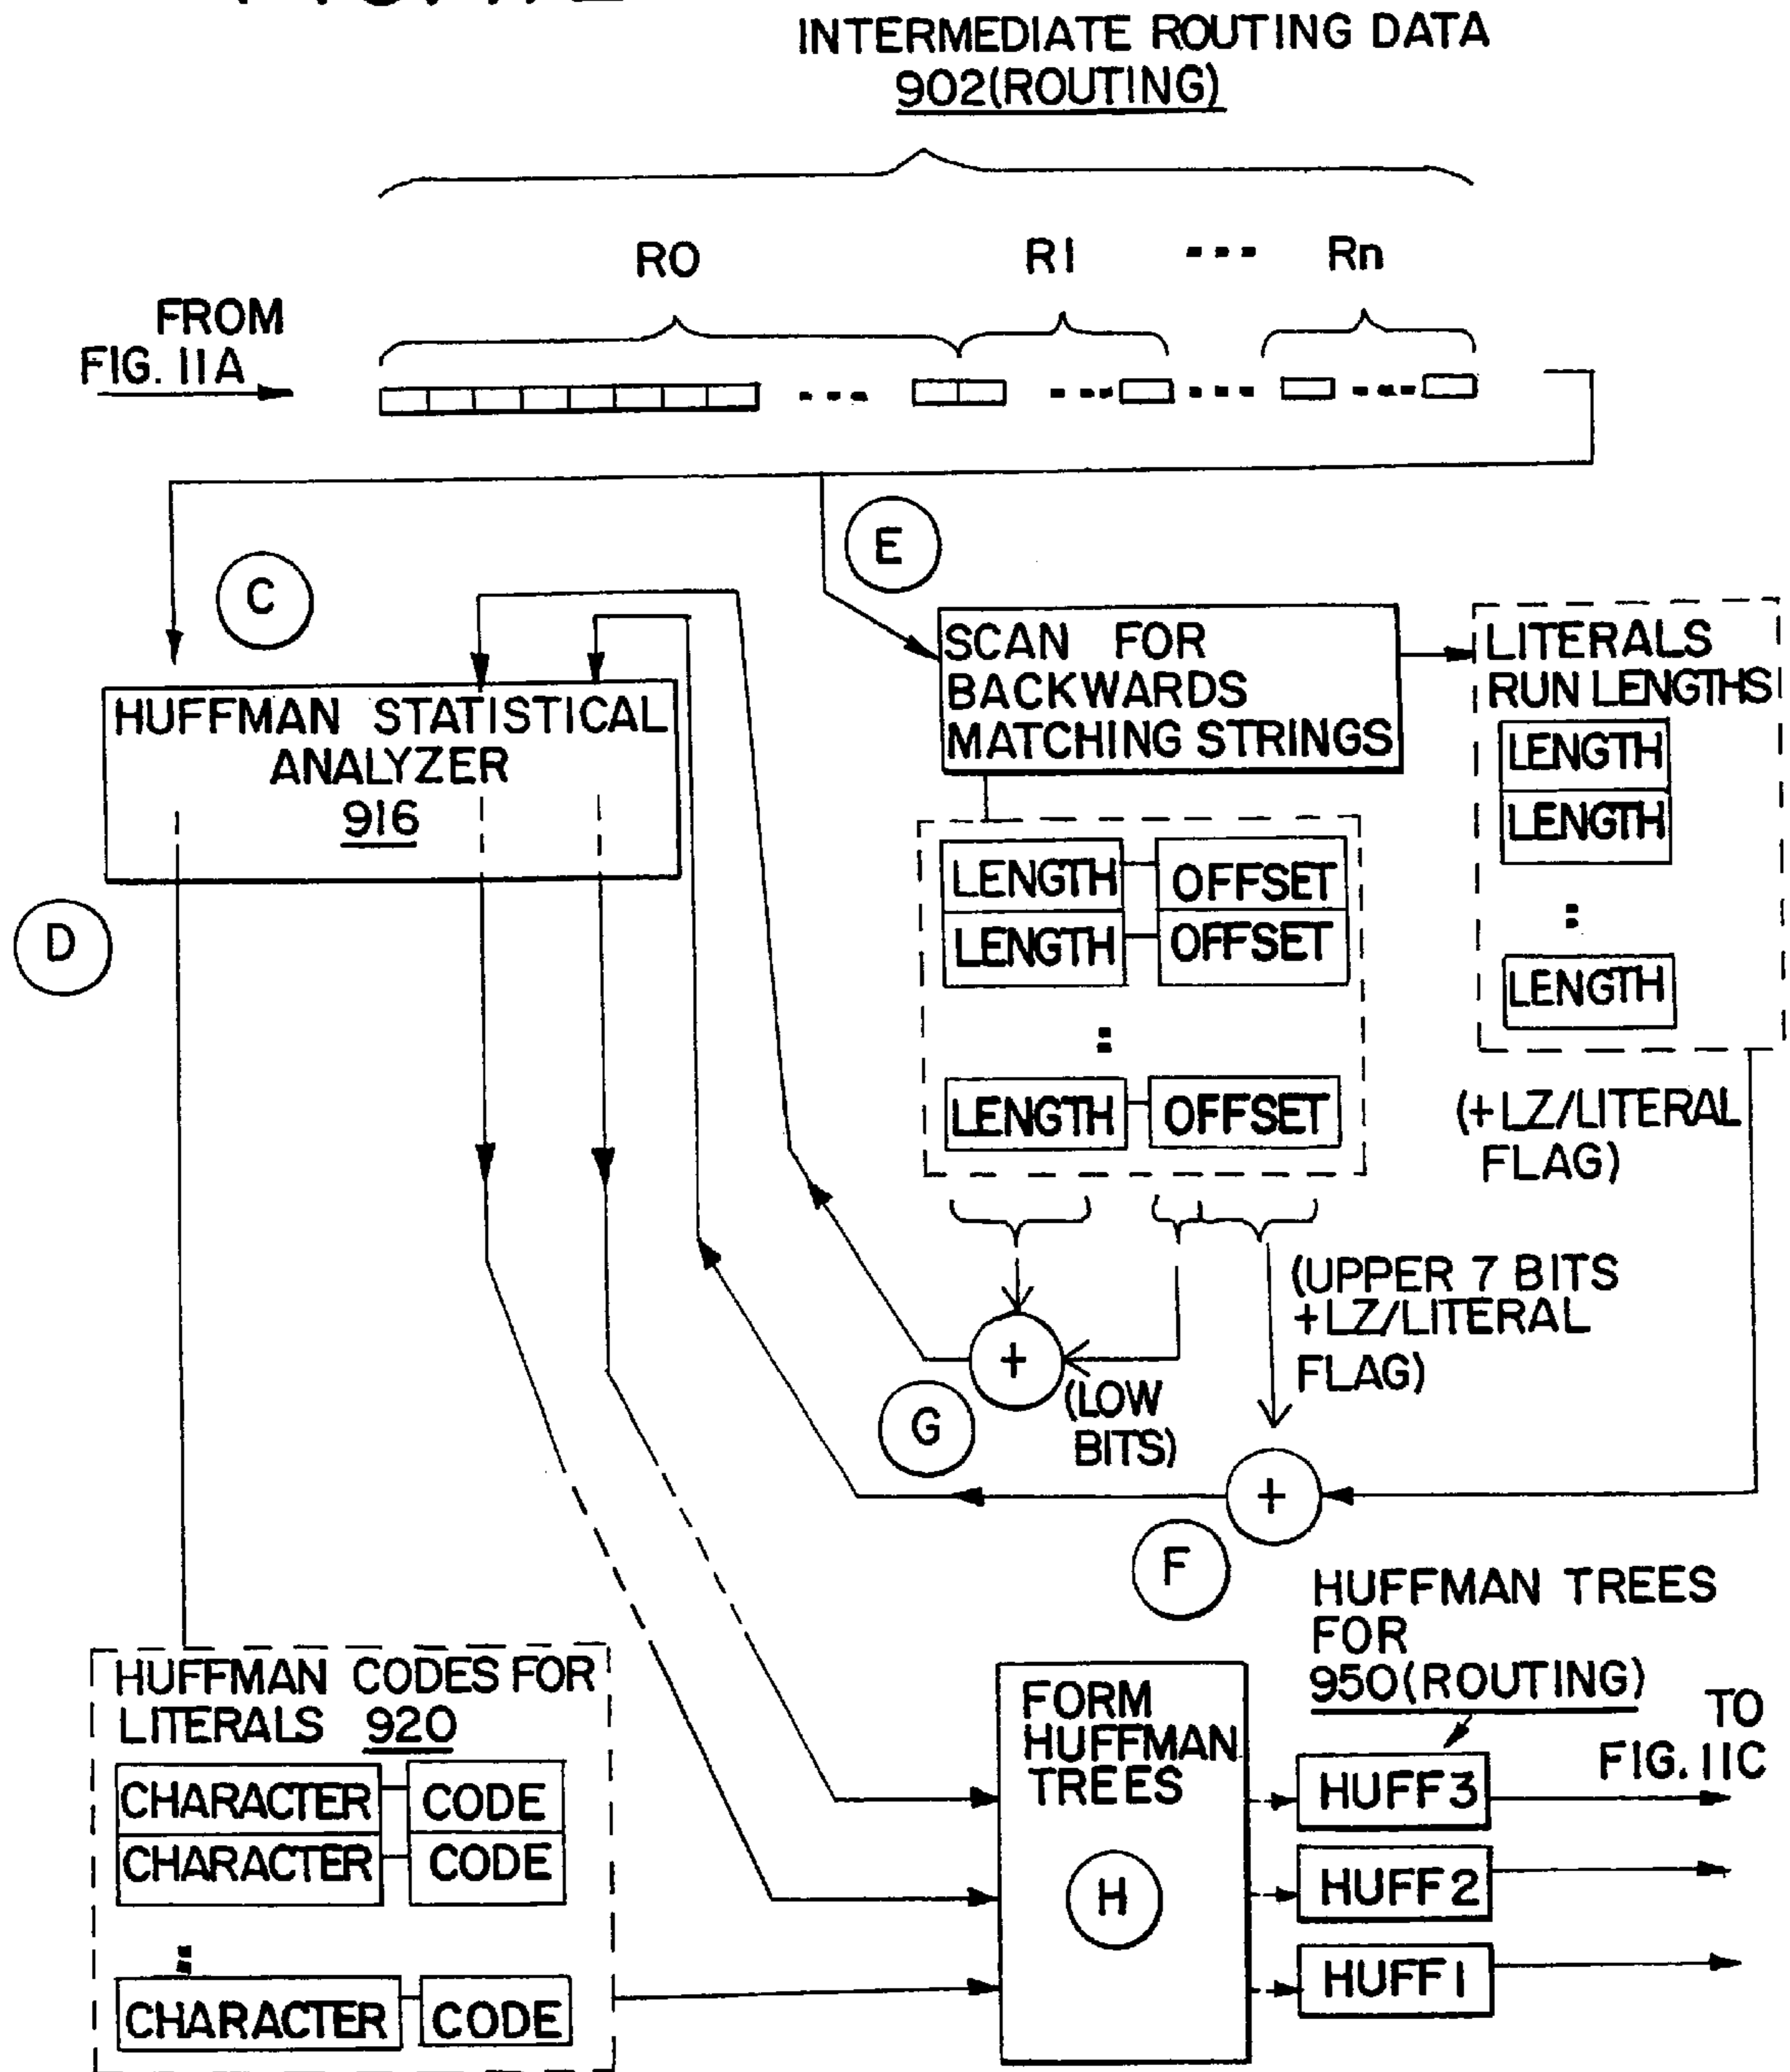 INTERMEDIATE ROUTING DATA
902(ROUTING)
R0 R1 Rn
FROM
FIG. 11A
E
C
SCAN FOR
BACKWARDS
MATCHING STRINGS
LITERALS
RUN LENGTHS
LENGTH
LENGTH
LENGTH
HUFFMAN STATISTICAL
ANALYZER
916
D
LENGTH OFFSET
LENGTH OFFSET
LENGTH OFFSET
(+LZ/LITERAL
FLAG)
(UPPER 7 BITS
+LZ/LITERAL
FLAG)
+
(LOW
BITS)
G
+
F
HUFFMAN TREES
FOR
950(ROUTING)
TO
FIG. 11C
HUFFMAN CODES FOR
LITERALS 920
CHARACTER CODE
CHARACTER CODE
CHARACTER CODE
FORM
HUFFMAN
TREES
H
HUFF3
HUFF2
HUFF1